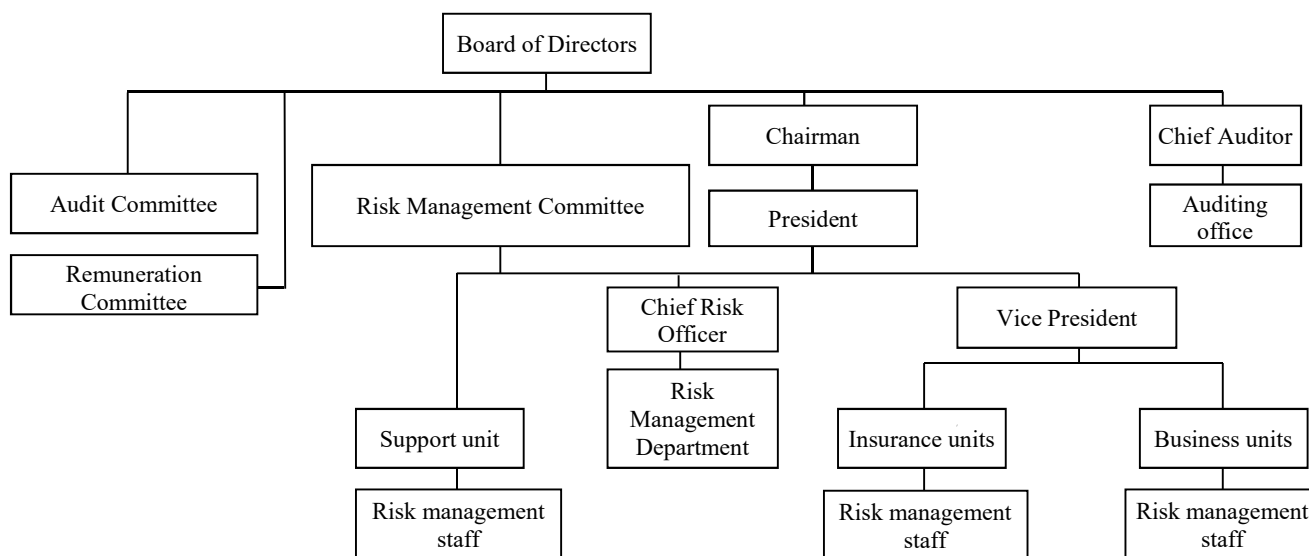 Board of Directors
Chairman
Chief Auditor
Audit Committee
Risk Management Committee
President
Auditing
office
Remuneration
Committee
Chief Risk
Officer
Vice President
Risk
Management
Department
Support unit
Insurance units
Business units
Risk management
staff
Risk management
staff
Risk management
staff